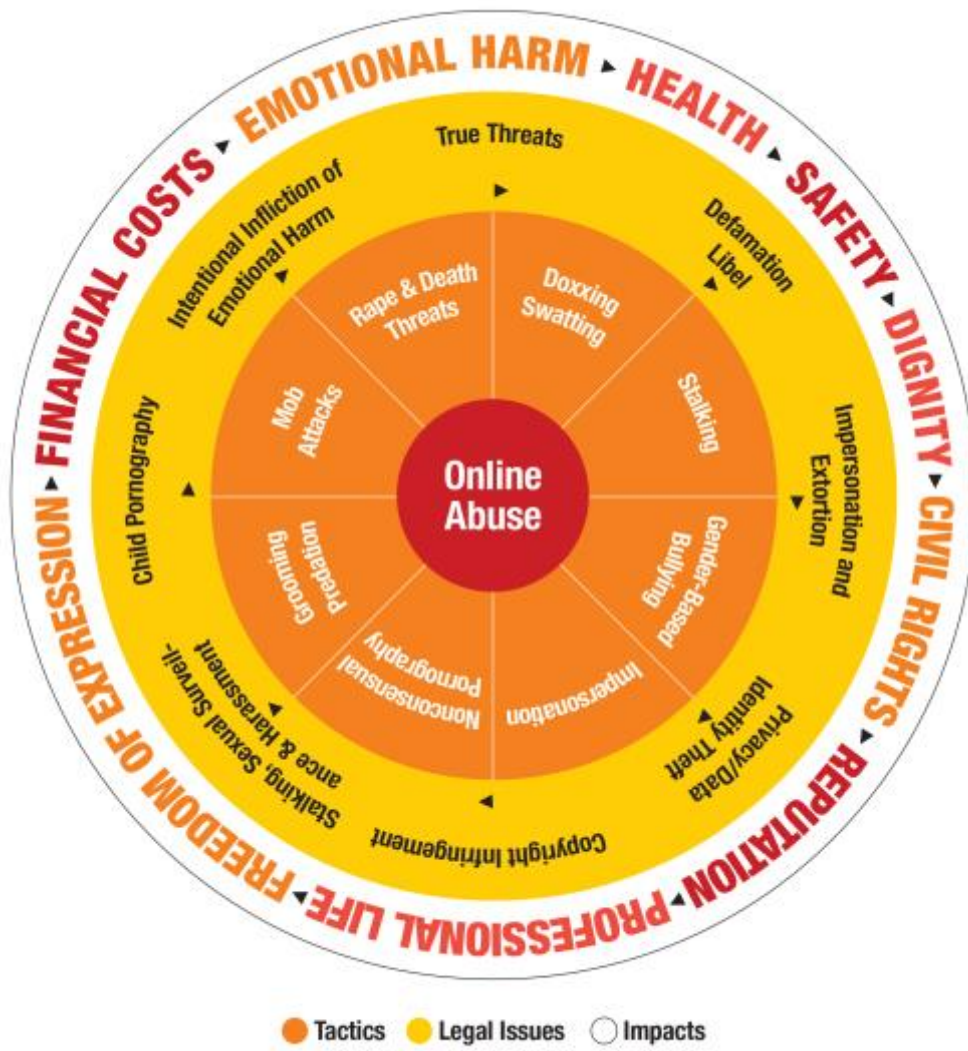 EMOTIONAL HARM
HEALTH
SAFETY
DIGNITY
CIVIL RIGHTS
REPUTATION
PROFESSIONAL LIFE
FREEDOM OF EXPRESSION
FINANCIAL COSTS
True Threats
Defamation
Libel
Impersonation and
Extortion
Privacy/Data
Identity Theft
Copyright Infringement
Stalking, Sexual Surveil-
ance & Harassment
Child Pornography
Intentional Infliction of
Emotional Harm
Rape & Death
Threats
Doxxing
Swatting
Stalking
Gender-Based
Bullying
Impersonation
Nonconsensual
Pornography
Grooming
Predation
Mob
Attacks
Online
Abuse
Tactics Legal Issues Impacts